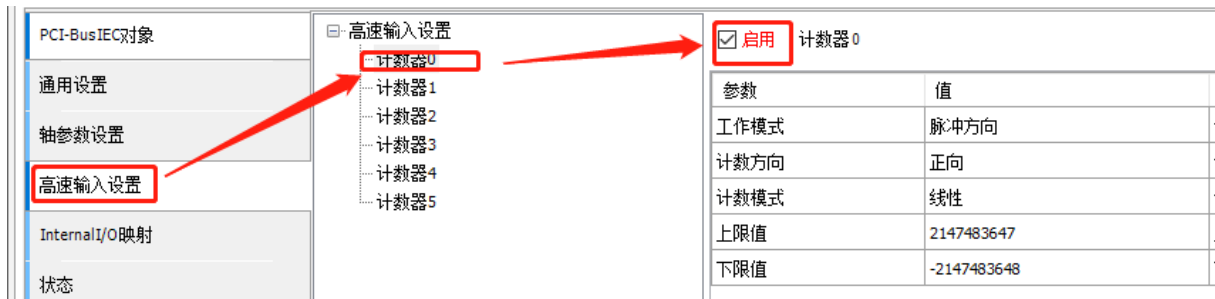 PCI-BusIEC对象
通用设置
轴参数设置
高速输入设置
InternalI/O映射
状态
高速输入设置
计数器0
计数器1
计数器2
计数器3
计数器4
计数器5
启用 计数器0
参数 值
工作模式 脉冲方向
计数方向 正向
计数模式 线性
上限值 2147483647
下限值 -2147483648